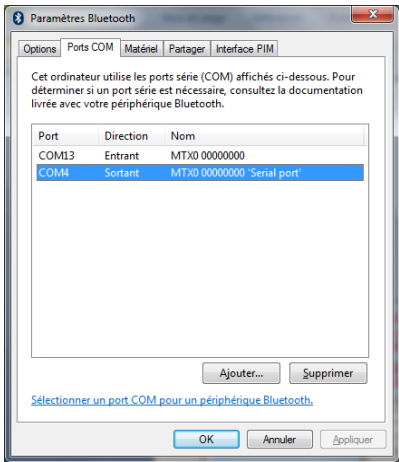 Paramètres Bluetooth
Options Ports COM Matériel Partager Interface PIM
Cet ordinateur utilise les ports série (COM) affichés ci-dessous. Pour
déterminer si un port série est nécessaire, consultez la documentation
livrée avec votre périphérique Bluetooth.
Port Direction Nom
COM13 Entrant MTX0 00000000
COM4 Sortant MTX0 00000000 'Serial port'
Ajouter... Supprimer
Sélectionner un port COM pour un périphérique Bluetooth.
OK Annuler Appliquer